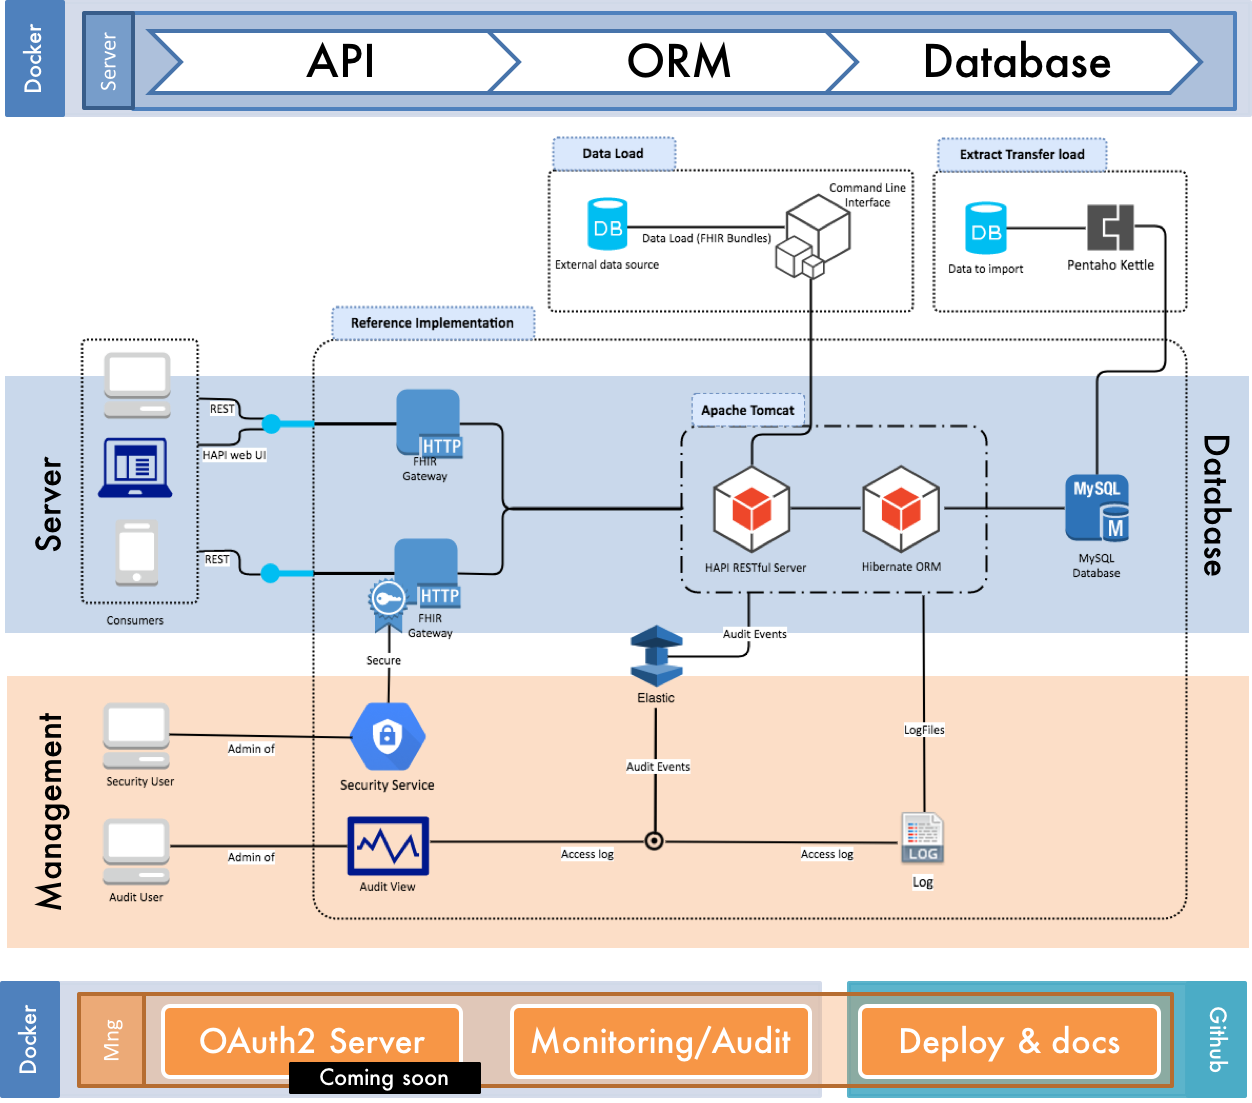 Docker
Server
API
ORM
Database
Data Load
Extract Transfer load
Command Line
Interface
DB
Data Load (FHIR Bundles)
External data source
DB
Data to import
Pentaho Kettle
Reference Implementation
Server
Database
REST
HAPI web UI
REST
Consumers
HTTP
FHIR
Gateway
HTTP
FHIR
Gateway
Apache Tomcat
HAPI RESTful Server
Hibernate ORM
MySQL
M
MySQL
Database
Audit Events
Secure
Elastic
Management
Admin of
Security User
Security Service
Audit Events
LogFiles
Admin of
Audit User
Audit View
Access log
Access log
LOG
Log
Docker
Mng
OAuth2 Server
Coming soon
Monitoring/Audit
Deploy & docs
Github